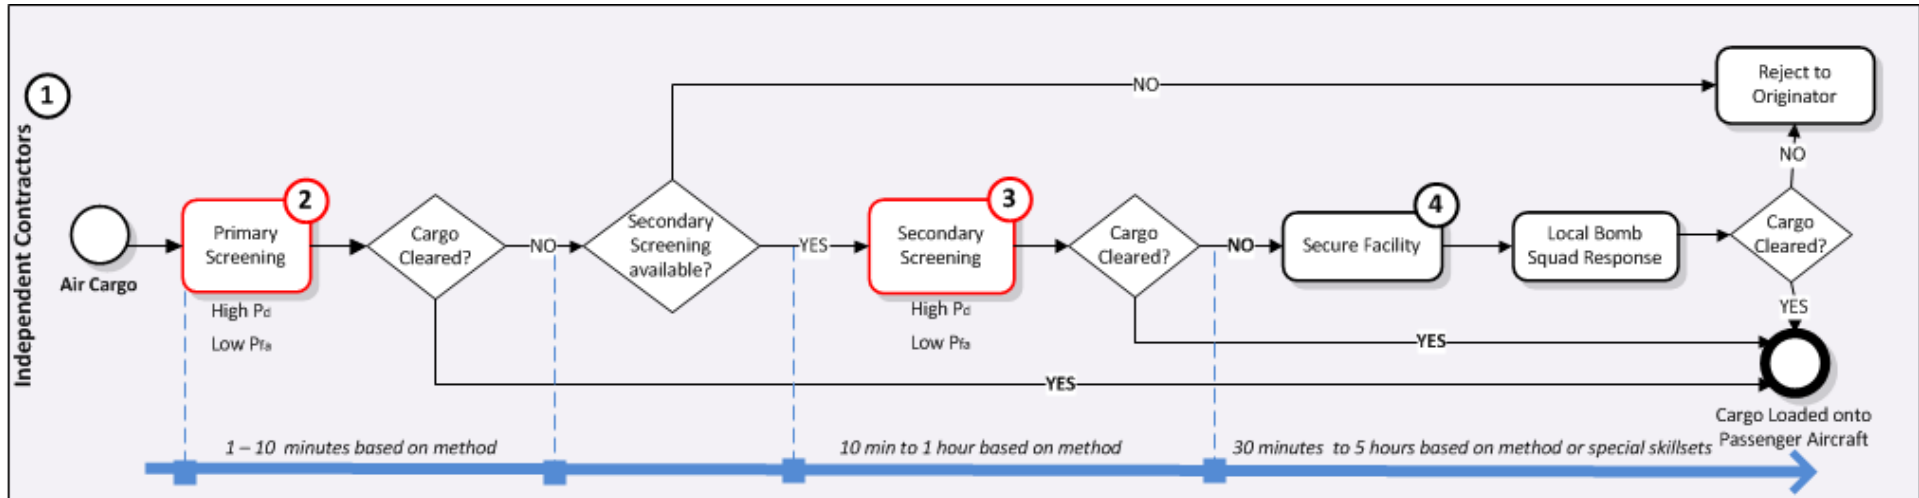 1
Independent Contractors
Air Cargo
Primary
Screening
2
High Pd
Low Pfa
Cargo
Cleared?
NO
YES
Secondary
Screening
available?
NO
YES
Secondary
Screening
3
High Pd
Low Pfa
Cargo
Cleared?
NO
YES
Secure Facility
4
Local Bomb
Squad Response
Cargo
Cleared?
NO
YES
Reject to
Originator
Cargo Loaded onto
Passenger Aircraft
1 – 10 minutes based on method
10 min to 1 hour based on method
30 minutes to 5 hours based on method or special skillsets